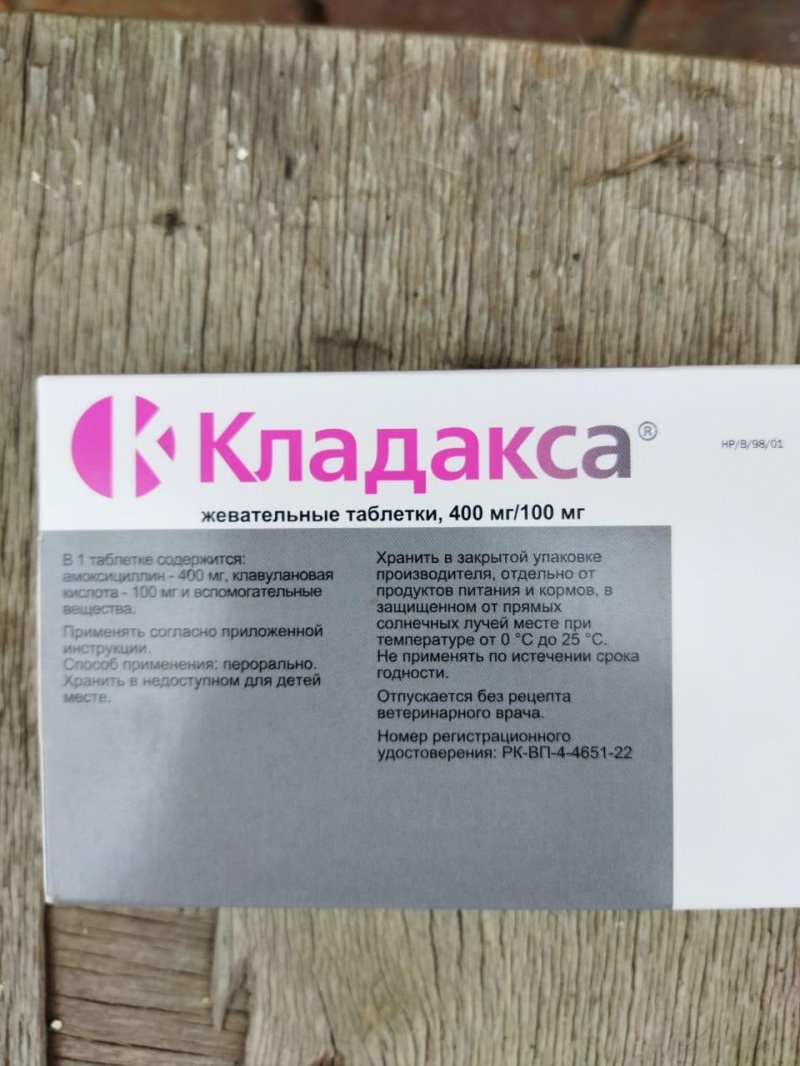 К Кладакса®
HP/B/98/01
жевательные таблетки, 400 мг/100 мг
В 1 таблетке содержится:
амоксициллин - 400 мг, клавулановая
кислота - 100 мг и вспомогательные
вещества.
Применять согласно приложенной
инструкции.
Способ применения: перорально.
Хранить в недоступном для детей
месте.
Хранить в закрытой упаковке
производителя, отдельно от
продуктов питания и кормов, в
защищенном от прямых
солнечных лучей месте при
температуре от 0 °C до 25 °C.
Не применять по истечении срока
годности.
Отпускается без рецепта
ветеринарного врача.
Номер регистрационного
удостоверения: РК-ВП-4-4651-22